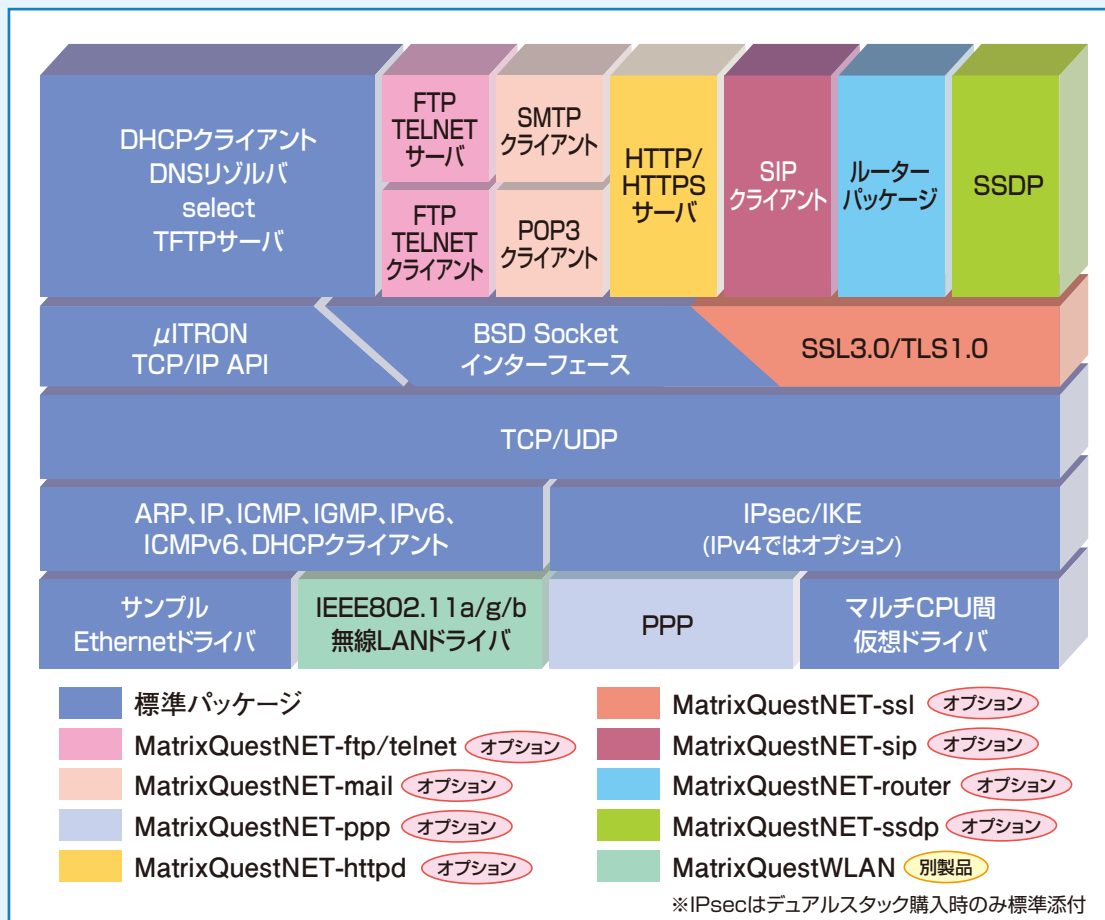 DHCPクライアント
DNSリゾルバ
select
TFTPサーバ
FTP
TELNET
サーバ
FTP
TELNET
クライアント
SMTP
クライアント
POP3
クライアント
HTTP/
HTTPS
サーバ
SIP
クライアント
ルーター
パッケージ
SSDP
μITRON
TCP/IP API
BSD Socket
インターフェース
SSL3.0/TLS1.0
TCP/UDP
ARP、IP、ICMP、IGMP、IPv6、
ICMPv6、DHCPクライアント
IPsec/IKE
(IPv4ではオプション)
サンプル
Ethernetドライバ
IEEE802.11a/g/b
無線LANドライバ
PPP
マルチCPU間
仮想ドライバ
標準パッケージ
MatrixQuestNET-ftp/telnet オプション
MatrixQuestNET-mail オプション
MatrixQuestNET-ppp オプション
MatrixQuestNET-httpd オプション
MatrixQuestNET-ssl オプション
MatrixQuestNET-sip オプション
MatrixQuestNET-router オプション
MatrixQuestNET-ssdp オプション
MatrixQuestWLAN 別製品
※IPsecはデュアルスタック購入時のみ標準添付